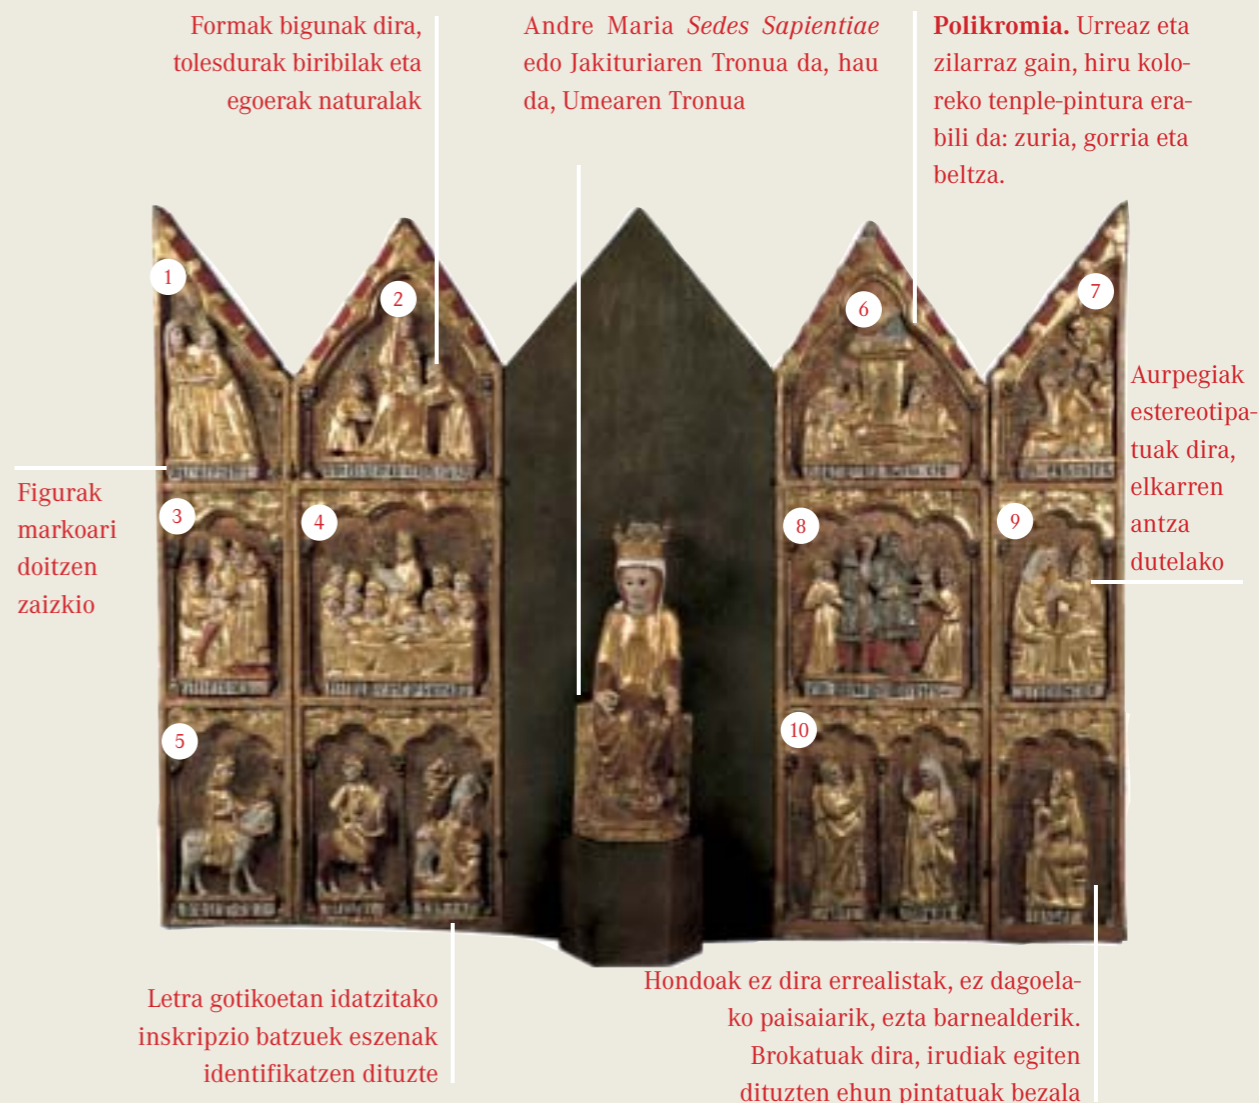 Formak bigunak dira,
tolesdurak biribilak eta
egoerak naturalak
Andre Maria Sedes Sapientiae
edo Jakituriaren Tronua da, hau
da, Umearen Tronua
Polikromia. Urreaz eta
zilarraz gain, hiru kolo-
reko tenple-pintura era-
bili da: zuria, gorria eta
beltza.
1
2
6
7
Aurpegiak
estereotipa-
tuak dira,
elkarren
antza
dutelako
Figurak
markoari
doitzen
zaizkio
3
4
8
9
5
10
Letra gotikoetan idatzitako
inskripzio batzuek eszenak
identifikatzen dituzte
Hondoak ez dira errealistak, ez dagoela-
ko paisaiarik, ezta barnealderik.
Brokatuak dira, irudiak egiten
dituzten ehun pintatuak bezala